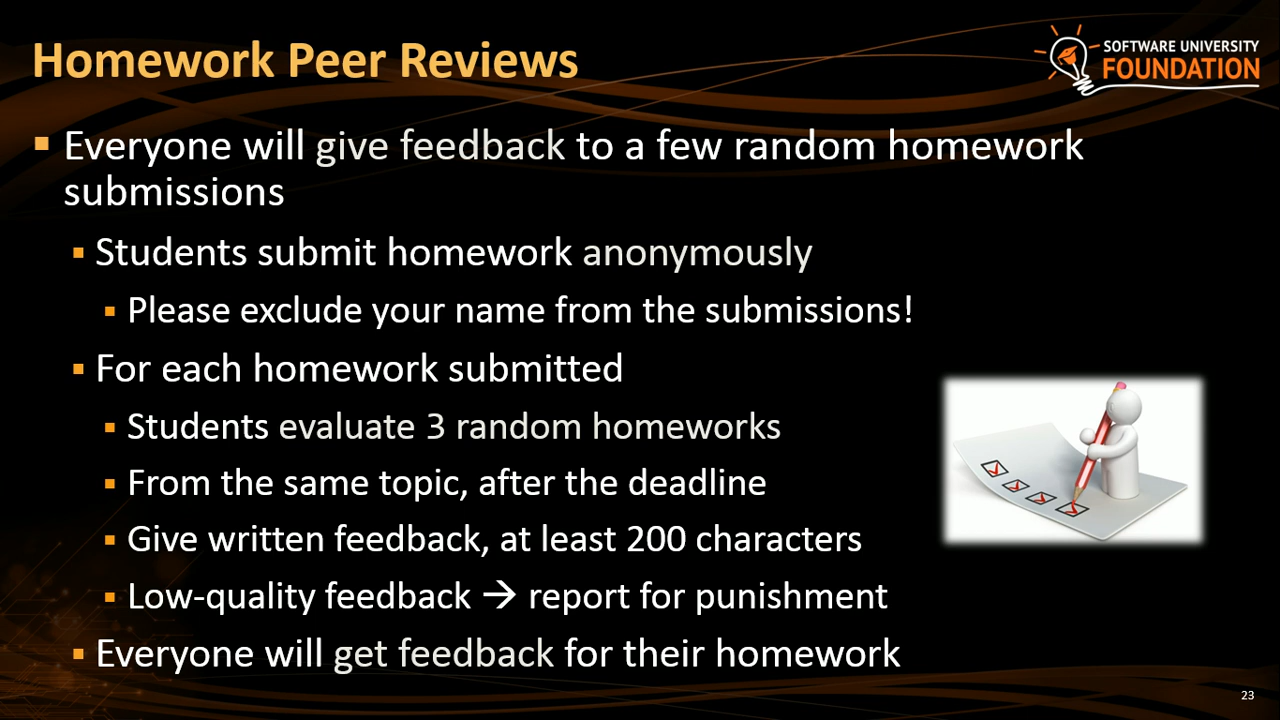 Homework Peer Reviews
SOFTWARE UNIVERSITY
FOUNDATION
Everyone will give feedback to a few random homework
submissions
Students submit homework anonymously
Please exclude your name from the submissions!
For each homework submitted
Students evaluate 3 random homeworks
From the same topic, after the deadline
Give written feedback, at least 200 characters
Low-quality feedback → report for punishment
Everyone will get feedback for their homework
23